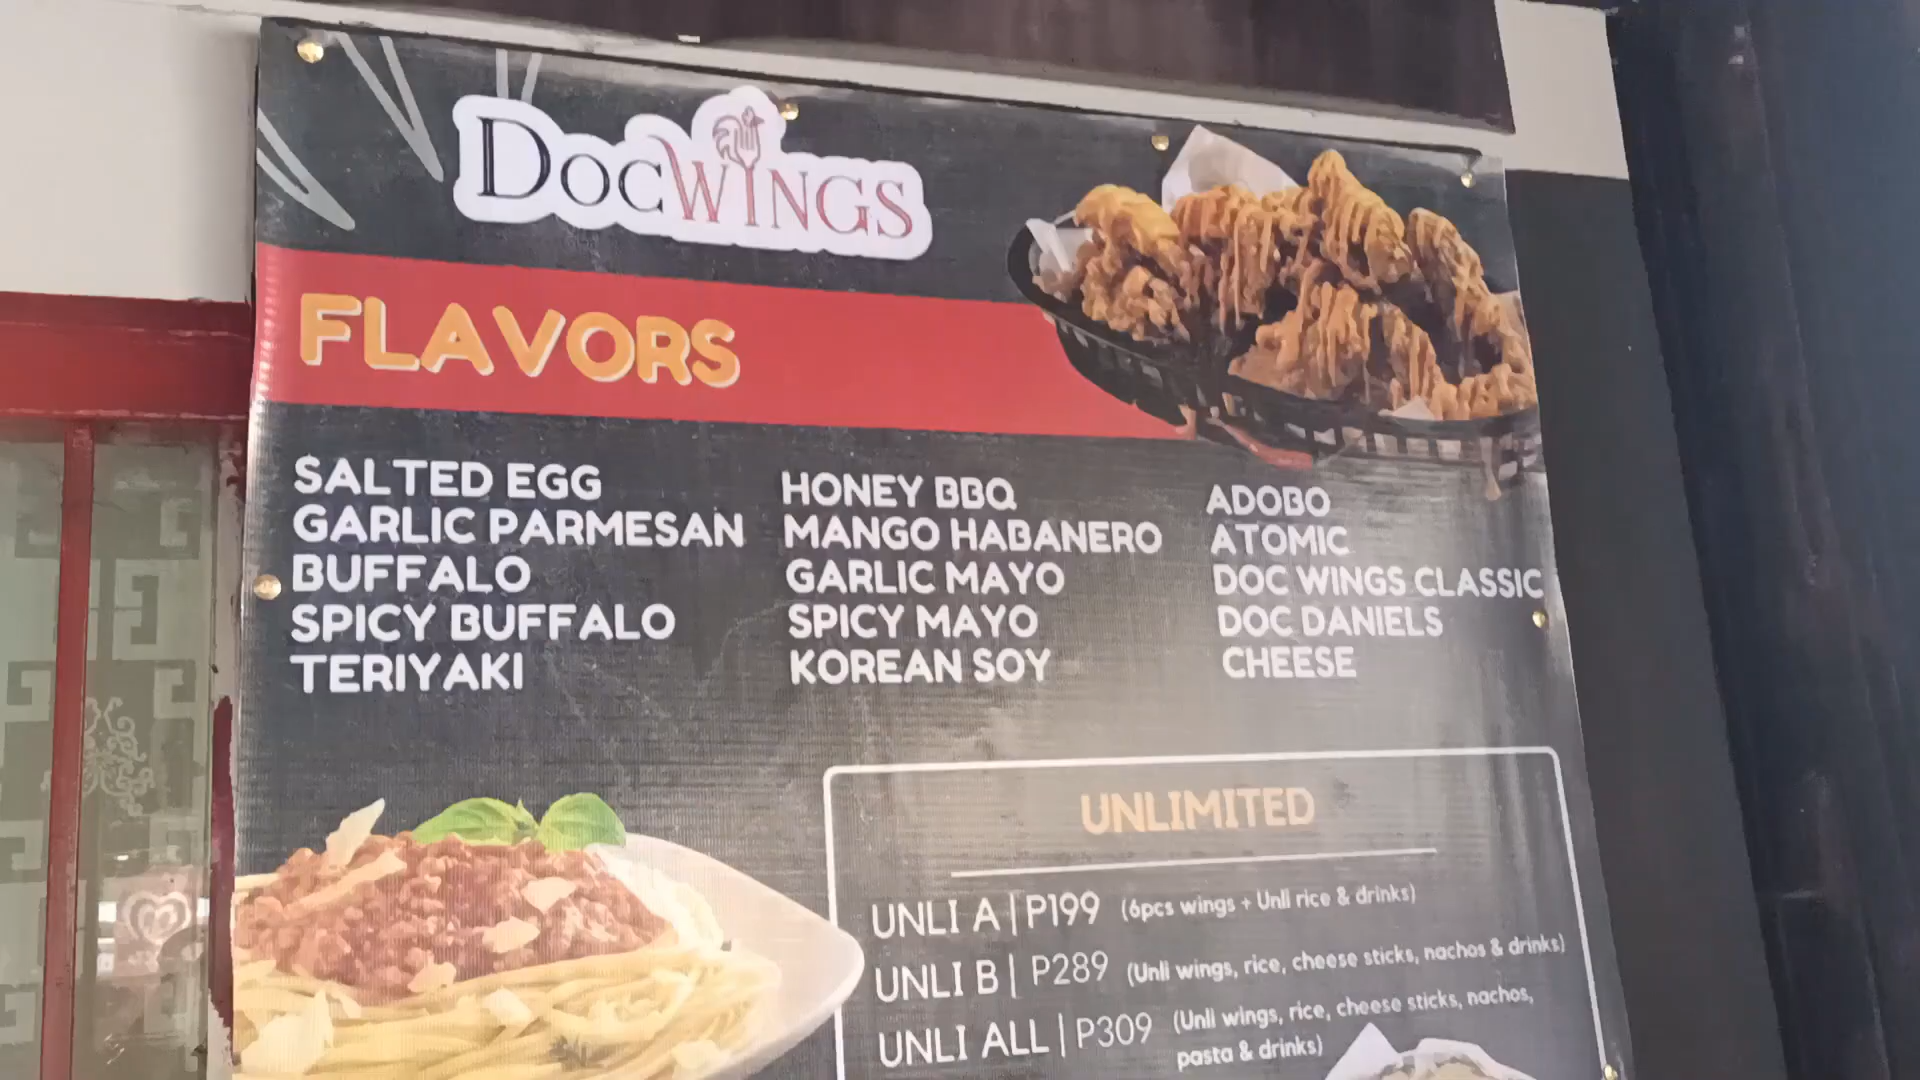 DOCWINGS
FLAVORS
SALTED EGG
GARLIC PARMESAN
BUFFALO
SPICY BUFFALO
TERIYAKI
HONEY BBQ
MANGO HABANERO
GARLIC MAYO
SPICY MAYO
KOREAN SOY
ADOBO
ATOMIC
DOC WINGS CLASSIC
DOC DANIELS
CHEESE
UNLIMITED
UNLI A | P199 (6pcs wings + Unli rice & drinks)
UNLI B | P289 (Unli wings, rice, cheese sticks, nachos & drinks)
UNLI ALL | P309 (Unli wings, rice, cheese sticks, nachos,
pasta & drinks)